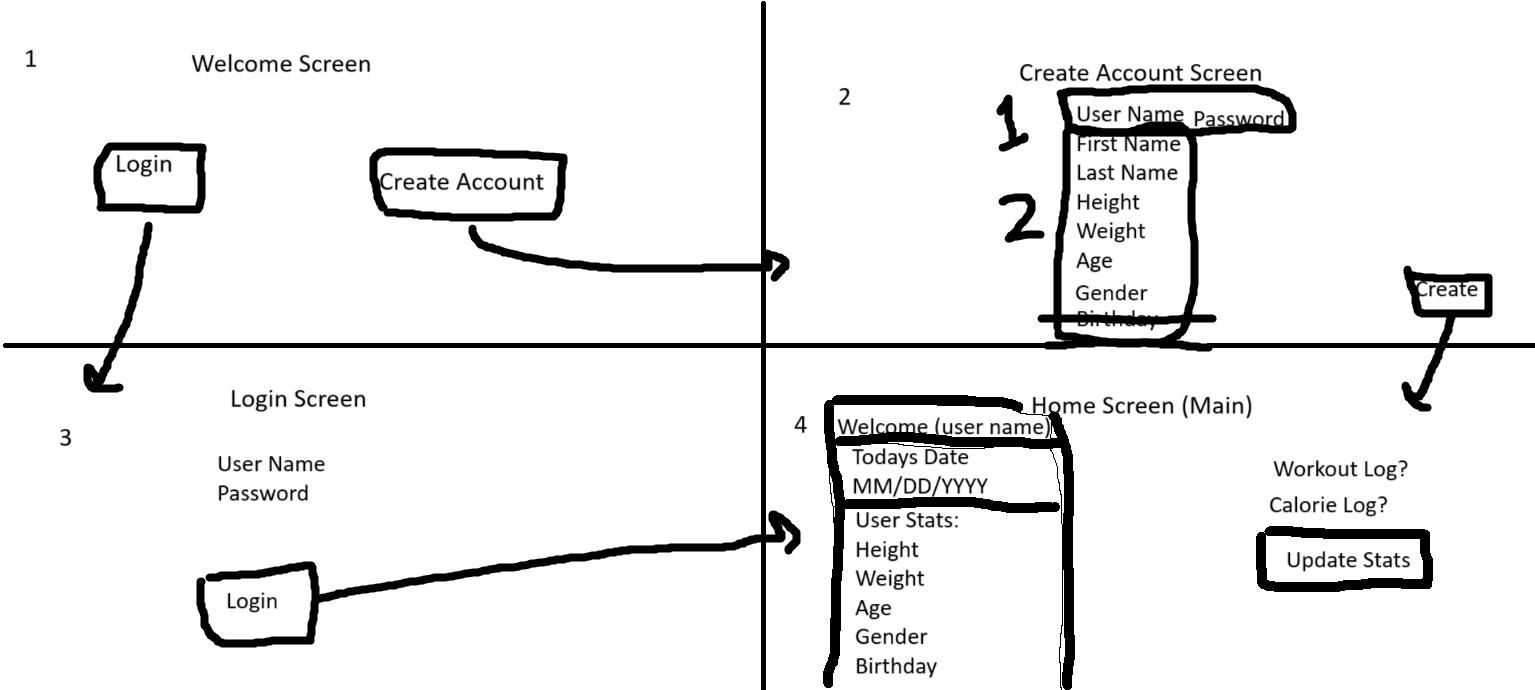 1
Welcome Screen
Login
Create Account
2
Create Account Screen
1
User Name Password
First Name
Last Name
2
Height
Weight
Age
Gender
Birthday
Create
3
Login Screen
User Name
Password
Login
4
Home Screen (Main)
Welcome (user name)
Todays Date
MM/DD/YYYY
User Stats:
Height
Weight
Age
Gender
Birthday
Workout Log?
Calorie Log?
Update Stats